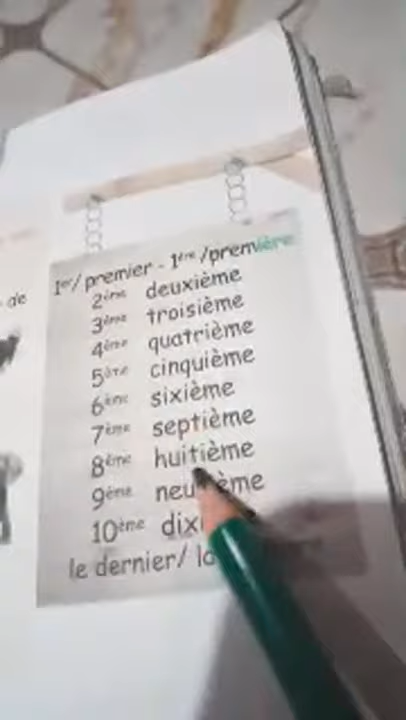 de
1er/ premier - 1ère/première
2ème deuxième
3ème troisième
4ème quatrième
5ème cinquième
6ème sixième
7ème septième
8ème huitième
9ème
10ème
le dernier/